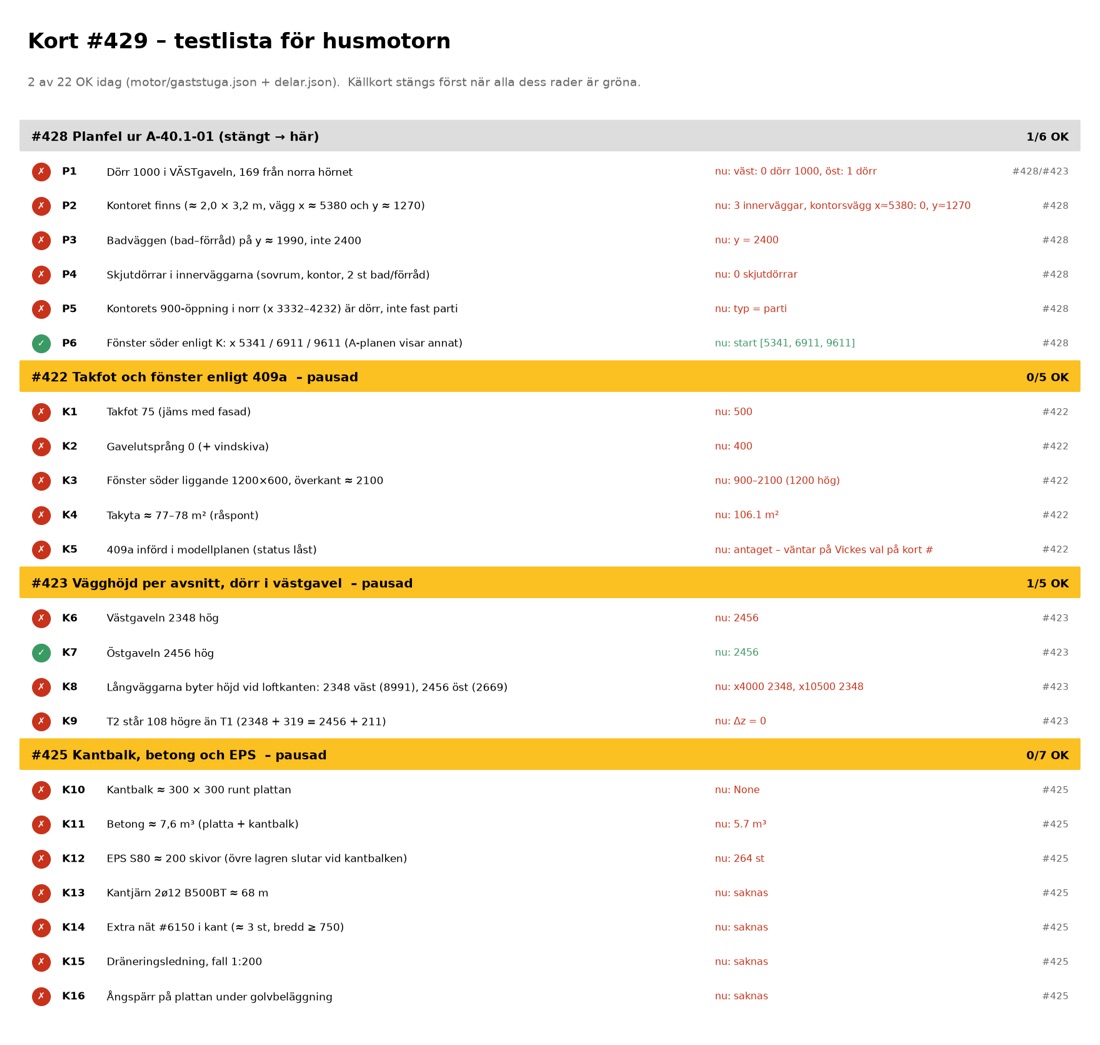 Kort #429 – testlista för husmotorn
2 av 22 OK idag (motor/gaststuga.json + delar.json).  Källkort stängs först när alla dess rader är gröna.
#428 Planfel ur A-40.1-01 (stängt → här) 1/6 OK
✗ P1 Dörr 1000 i VÄSTgaveln, 169 från norra hörnet nu: väst: 0 dörr 1000, öst: 1 dörr #428/#423
✗ P2 Kontoret finns (≈ 2,0 × 3,2 m, vägg x ≈ 5380 och y ≈ 1270) nu: 3 innerväggar, kontorsvägg x=5380: 0, y=1270 #428
✗ P3 Badväggen (bad–förråd) på y ≈ 1990, inte 2400 nu: y = 2400 #428
✗ P4 Skjutdörrar i innerväggarna (sovrum, kontor, 2 st bad/förråd) nu: 0 skjutdörrar #428
✗ P5 Kontorets 900-öppning i norr (x 3332–4232) är dörr, inte fast parti nu: typ = parti #428
✓ P6 Fönster söder enligt K: x 5341 / 6911 / 9611 (A-planen visar annat) nu: start [5341, 6911, 9611] #428
#422 Takfot och fönster enligt 409a  – pausad 0/5 OK
✗ K1 Takfot 75 (jäms med fasad) nu: 500 #422
✗ K2 Gavelutsprång 0 (+ vindskiva) nu: 400 #422
✗ K3 Fönster söder liggande 1200×600, överkant ≈ 2100 nu: 900–2100 (1200 hög) #422
✗ K4 Takyta ≈ 77–78 m² (råspont) nu: 106.1 m² #422
✗ K5 409a införd i modellplanen (status låst) nu: antaget – väntar på Vickes val på kort # #422
#423 Vägghöjd per avsnitt, dörr i västgavel  – pausad 1/5 OK
✗ K6 Västgaveln 2348 hög nu: 2456 #423
✓ K7 Östgaveln 2456 hög nu: 2456 #423
✗ K8 Långväggarna byter höjd vid loftkanten: 2348 väst (8991), 2456 öst (2669) nu: x4000 2348, x10500 2348 #423
✗ K9 T2 står 108 högre än T1 (2348 + 319 = 2456 + 211) nu: Δz = 0 #423
#425 Kantbalk, betong och EPS  – pausad 0/7 OK
✗ K10 Kantbalk ≈ 300 × 300 runt plattan nu: None #425
✗ K11 Betong ≈ 7,6 m³ (platta + kantbalk) nu: 5.7 m³ #425
✗ K12 EPS S80 ≈ 200 skivor (övre lagren slutar vid kantbalken) nu: 264 st #425
✗ K13 Kantjärn 2ø12 B500BT ≈ 68 m nu: saknas #425
✗ K14 Extra nät #6150 i kant (≈ 3 st, bredd ≥ 750) nu: saknas #425
✗ K15 Dräneringsledning, fall 1:200 nu: saknas #425
✗ K16 Ångspärr på plattan under golvbeläggning nu: saknas #425